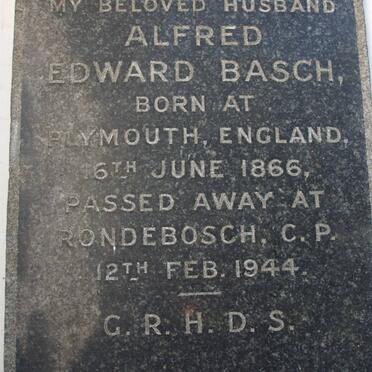 MY BELOVED HUSBAND
ALFRED
EDWARD BASCH,
BORN AT
PLYMOUTH, ENGLAND,
16TH JUNE 1866,
PASSED AWAY AT
RONDEBOSCH, C.P.
12TH FEB. 1944.
G.R.H.D.S.